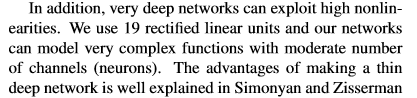 In addition, very deep networks can exploit high nonlin-
earities. We use 19 rectified linear units and our networks
can model very complex functions with moderate number
of channels (neurons). The advantages of making a thin
deep network is well explained in Simonyan and Zisserman